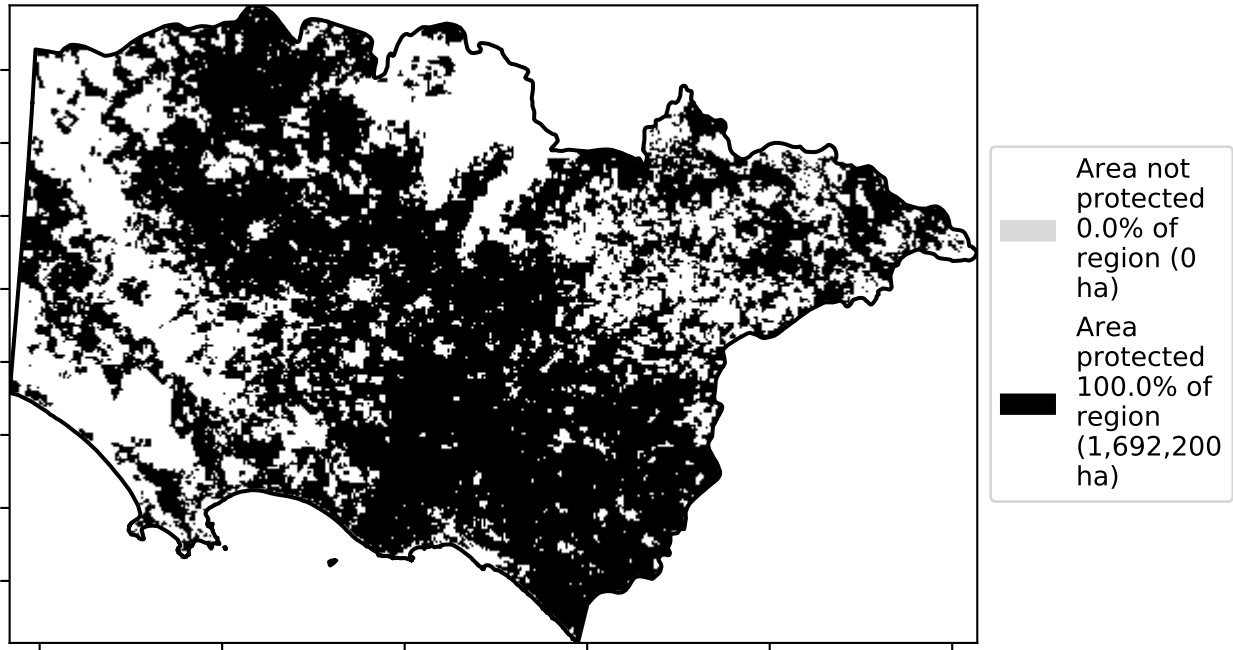 Area not
protected
0.0% of
region (0
ha)
Area
protected
100.0% of
region
(1,692,200
ha)